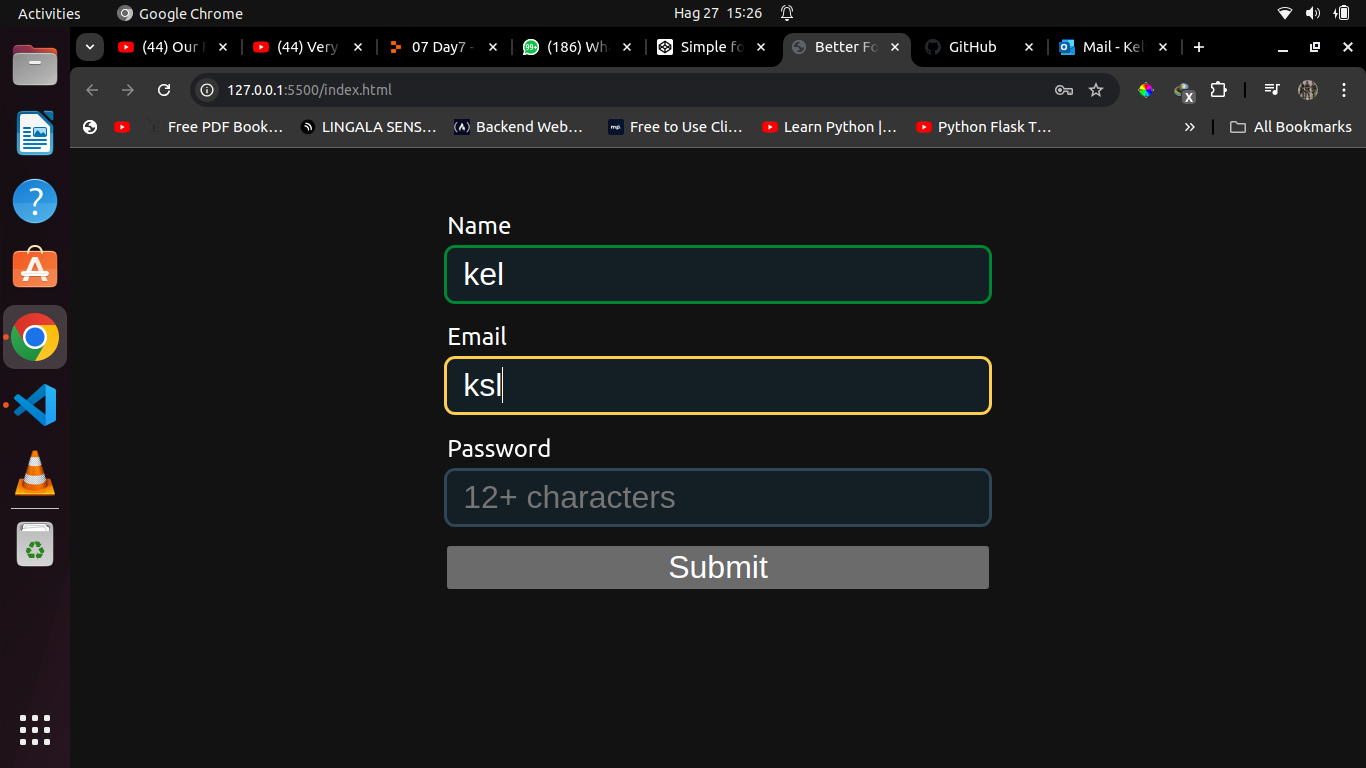 Activities Google Chrome Hag 27 15:26
(44) Our (44) Very 07 Day7 - 99+ (186) Wh Simple fo Better Fo GitHub Mail - Kel
127.0.0.1:5500/index.html X
Free PDF Book… LINGALA SENS… Backend Web… Free to Use Cli… Learn Python |… Python Flask T… » All Bookmarks
Name
kel
Email
ksl
Password
12+ characters
Submit